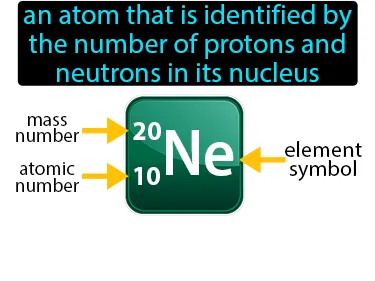 an atom that is identified by
the number of protons and
neutrons in its nucleus
mass
number
20
Ne
atomic
number
10
element
symbol